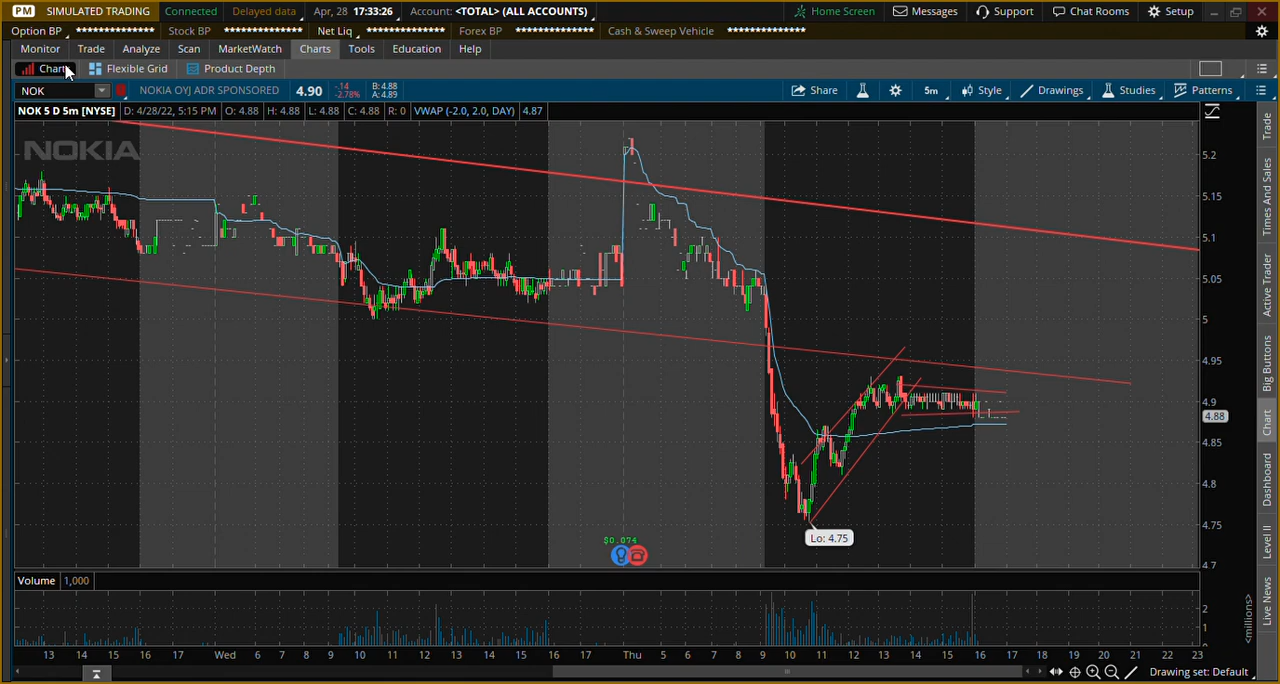 PM SIMULATED TRADING Connected Delayed data Apr, 28 17:33:26 Account: <TOTAL> (ALL ACCOUNTS) Home Screen Messages Support Chat Rooms Setup
Option BP ************** Stock BP ************** Net Liq ************** Forex BP ************** Cash & Sweep Vehicle **************
Monitor Trade Analyze Scan MarketWatch Charts Tools Education Help
Charts Flexible Grid Product Depth
NOK NOKIA OYJ ADR SPONSORED 4.90 -.14 -2.78% B: 4.88 A: 4.89 Share 5m Style Drawings Studies Patterns
NOK 5 D 5m [NYSE] D: 4/28/22, 5:15 PM O: 4.88 H: 4.88 L: 4.88 C: 4.88 R: 0 VWAP (-2.0, 2.0, DAY) 4.87
NOKIA
5.2
5.15
5.1
5.05
5
4.95
4.9
4.88
4.85
4.8
4.75
4.7
Lo: 4.75
$0.074
Volume 1,000
2
1
<millions>
13 14 15 16 17 Wed 6 7 8 9 10 11 12 13 14 15 16 17 Thu 5 6 7 8 9 10 11 12 13 14 15 16 17 18 19 20 21 22 23
Drawing set: Default
Trade
Times And Sales
Active Trader
Big Buttons
Chart
Dashboard
Level II
Live News